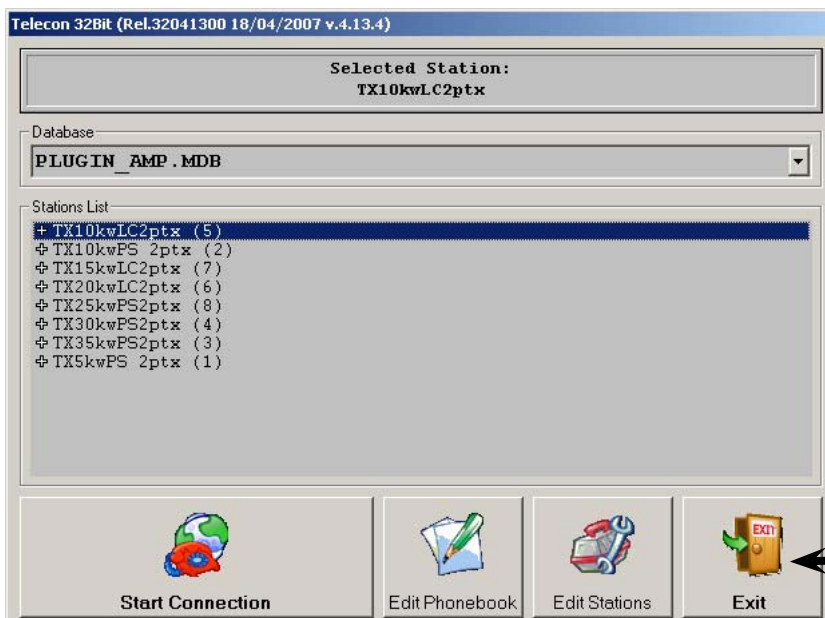 Telecon 32Bit (Rel.32041300 18/04/2007 v.4.13.4)
Selected Station:
TX10kwLC2ptx
Database
PLUGIN_AMP.MDB
Stations List
TX10kwLC2ptx (5)
TX10kwPS 2ptx (2)
TX15kwLC2ptx (7)
TX20kwLC2ptx (6)
TX25kwPS2ptx (8)
TX30kwPS2ptx (4)
TX35kwPS2ptx (3)
TX5kwPS 2ptx (1)
EXIT
Start Connection
Edit Phonebook
Edit Stations
Exit